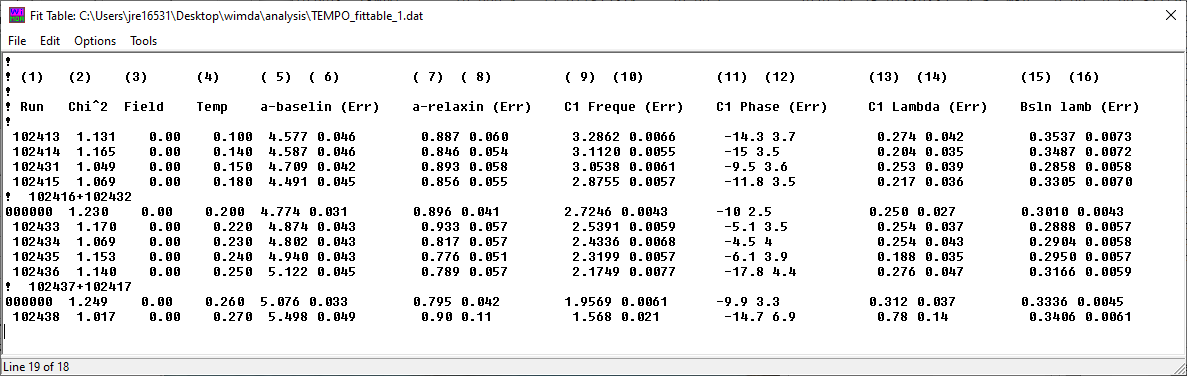 Fit Table: C:\Users\jre16531\Desktop\wimda\analysis\TEMPO_fittable_1.dat
File Edit Options Tools
!
! (1) (2) (3) (4) ( 5) ( 6) ( 7) ( 8) ( 9) (10) (11) (12) (13) (14) (15) (16)
!
! Run Chi^2 Field Temp a-baselin (Err) a-relaxin (Err) C1 Freque (Err) C1 Phase (Err) C1 Lambda (Err) Bsln lamb (Err)
!
102413 1.131 0.00 0.100 4.577 0.046 0.887 0.060 3.2862 0.0066 -14.3 3.7 0.274 0.042 0.3537 0.0073
102414 1.165 0.00 0.140 4.587 0.046 0.846 0.054 3.1120 0.0055 -15 3.5 0.204 0.035 0.3487 0.0072
102431 1.049 0.00 0.150 4.709 0.042 0.893 0.058 3.0538 0.0061 -9.5 3.6 0.253 0.039 0.2858 0.0058
102415 1.069 0.00 0.180 4.491 0.045 0.856 0.055 2.8755 0.0057 -11.8 3.5 0.217 0.036 0.3305 0.0070
! 102416+102432
000000 1.230 0.00 0.200 4.774 0.031 0.896 0.041 2.7246 0.0043 -10 2.5 0.250 0.027 0.3010 0.0043
102433 1.170 0.00 0.220 4.874 0.043 0.933 0.057 2.5391 0.0059 -5.1 3.5 0.254 0.037 0.2888 0.0057
102434 1.069 0.00 0.230 4.802 0.043 0.817 0.057 2.4336 0.0068 -4.5 4 0.254 0.043 0.2904 0.0058
102435 1.153 0.00 0.240 4.940 0.043 0.776 0.051 2.3199 0.0057 -6.1 3.9 0.188 0.035 0.2950 0.0057
102436 1.140 0.00 0.250 5.122 0.045 0.789 0.057 2.1749 0.0077 -17.8 4.4 0.276 0.047 0.3166 0.0059
! 102437+102417
000000 1.249 0.00 0.260 5.076 0.033 0.795 0.042 1.9569 0.0061 -9.9 3.3 0.312 0.037 0.3336 0.0045
102438 1.017 0.00 0.270 5.498 0.049 0.90 0.11 1.568 0.021 -14.7 6.9 0.78 0.14 0.3406 0.0061
Line 19 of 18